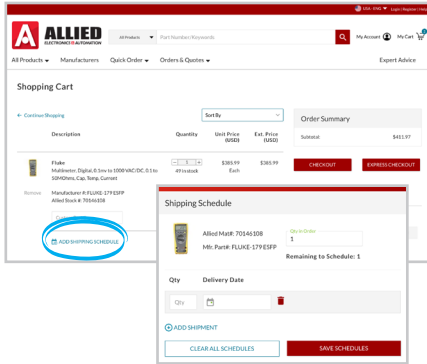 USA - ENG Login | Register | Help
ALLIED
ELECTRONICS & AUTOMATION
All Products Part Number/Keywords
My Account My Cart
All Products Manufacturers Quick Order Orders & Quotes Expert Advice
Shopping Cart
Continue Shopping
Sort By
Order Summary
Description Quantity Unit Price (USD) Ext. Price (USD)
Subtotal $411.97
Fluke
Multimeter, Digital, 0.1mv to 1000 VAC/DC, 0.1 to
50MOhms, Cap, Temp, Current
- 1 +
49 In stock
$385.99
Each
$385.99
CHECKOUT EXPRESS CHECKOUT
Remove
Manufacturer #: FLUKE-179 ESFP
Allied Stock #: 70146108
ADD SHIPPING SCHEDULE
Shipping Schedule
Allied Mat#: 70146108
Mfr. Part#: FLUKE-179 ESFP
Qty in Order
1
Remaining to Schedule: 1
Qty Delivery Date
Qty
ADD SHIPMENT
CLEAR ALL SCHEDULES SAVE SCHEDULES